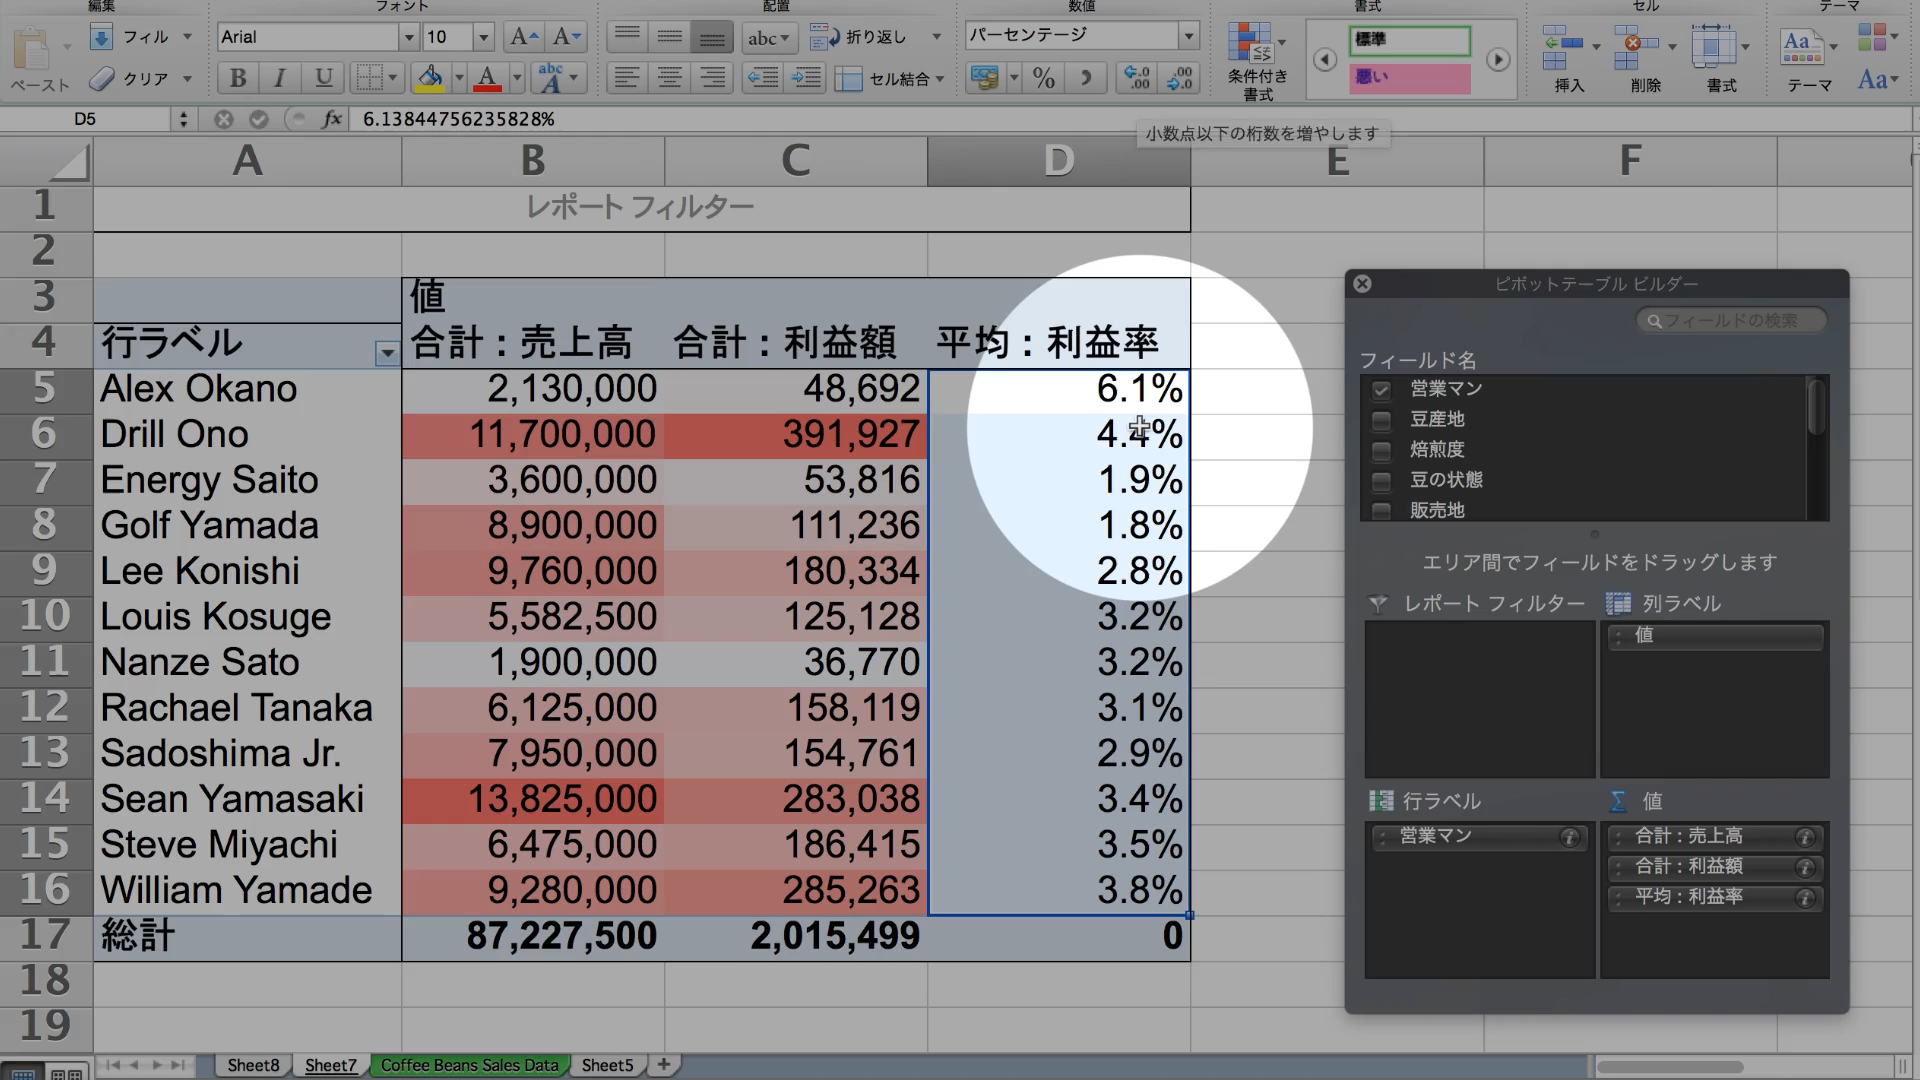 編集
フォント
配置
数値
書式
セル
テーマ
ペースト
フィル
クリア
Arial
10
A A
B I U
A
abc
A
abc
折り返し
セル結合
パーセンテージ
%
.0
.00
.00
.0
条件付き
書式
標準
悪い
挿入
削除
書式
Aa
テーマ
Aa
D5
fx
6.13844756235828%
小数点以下の桁数を増やします
A B C D E F
1
レポート フィルター
2
3
値
4
行ラベル 合計 : 売上高 合計 : 利益額 平均 : 利益率
5 Alex Okano 2,130,000 48,692 6.1%
6 Drill Ono 11,700,000 391,927 4.4%
7 Energy Saito 3,600,000 53,816 1.9%
8 Golf Yamada 8,900,000 111,236 1.8%
9 Lee Konishi 9,760,000 180,334 2.8%
10 Louis Kosuge 5,582,500 125,128 3.2%
11 Nanze Sato 1,900,000 36,770 3.2%
12 Rachael Tanaka 6,125,000 158,119 3.1%
13 Sadoshima Jr. 7,950,000 154,761 2.9%
14 Sean Yamasaki 13,825,000 283,038 3.4%
15 Steve Miyachi 6,475,000 186,415 3.5%
16 William Yamade 9,280,000 285,263 3.8%
17 総計 87,227,500 2,015,499 0
18
19
ピボットテーブル ビルダー
フィールドの検索
フィールド名
営業マン
豆産地
焙煎度
豆の状態
販売地
エリア間でフィールドをドラッグします
レポート フィルター
列ラベル
値
行ラベル
Σ 値
営業マン
合計 : 売上高
合計 : 利益額
平均 : 利益率
Sheet8
Sheet7
Coffee Beans Sales Data
Sheet5
+